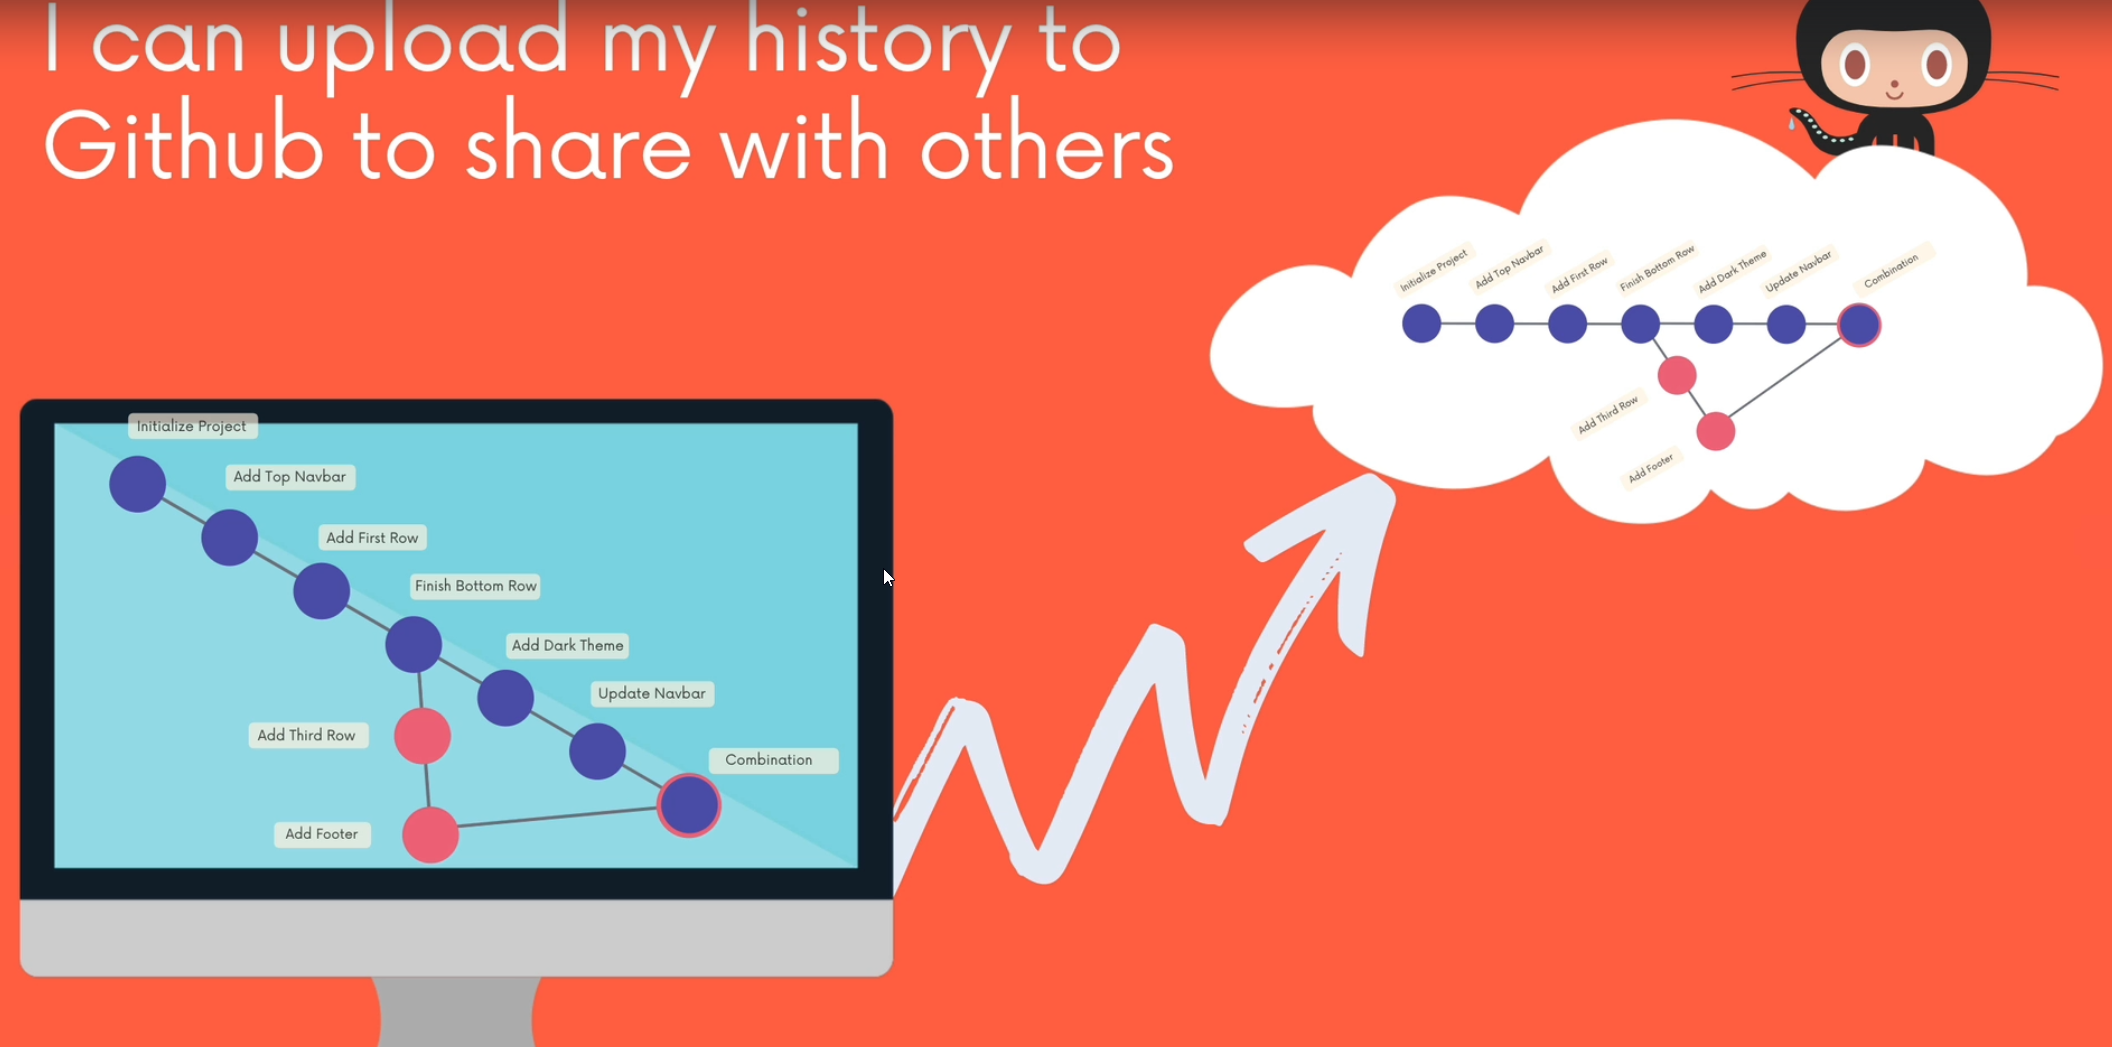 I can upload my history to
Github to share with others
Initialize Project
Add Top Navbar
Add First Row
Finish Bottom Row
Add Dark Theme
Update Navbar
Combination
Add Third Row
Add Footer
Initialize Project
Add Top Navbar
Add First Row
Finish Bottom Row
Add Dark Theme
Update Navbar
Add Third Row
Combination
Add Footer